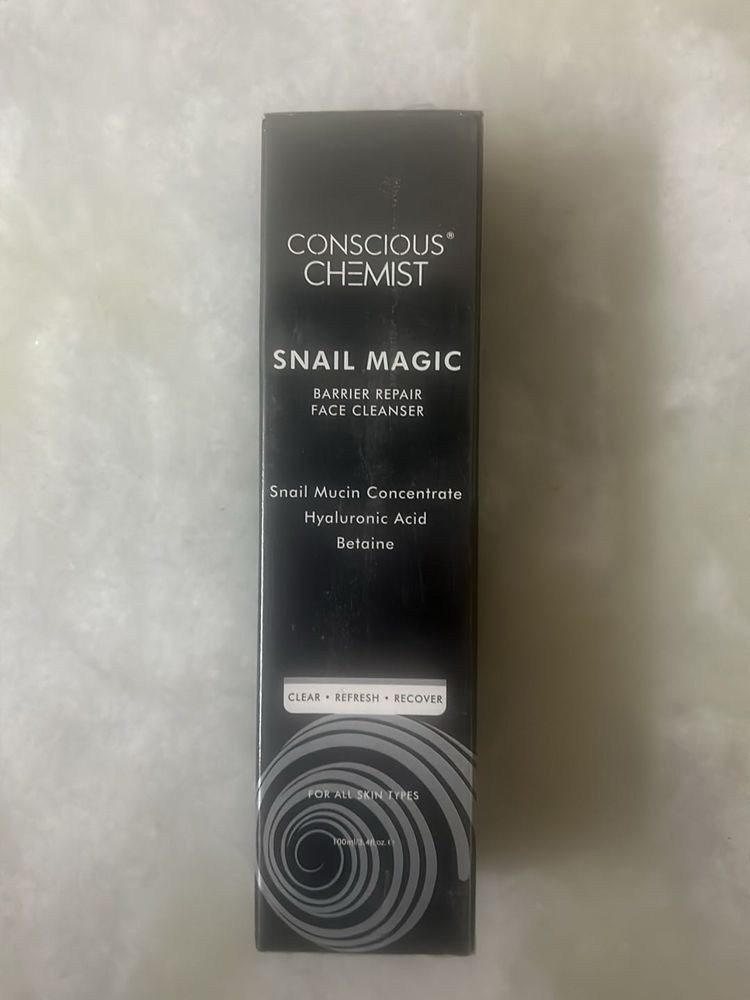 CONSCIOUS®
CHEMIST
SNAIL MAGIC
BARRIER REPAIR
FACE CLEANSER
Snail Mucin Concentrate
Hyaluronic Acid
Betaine
CLEAR • REFRESH • RECOVER
FOR ALL SKIN TYPES
100ml/3.4fl.oz.℮